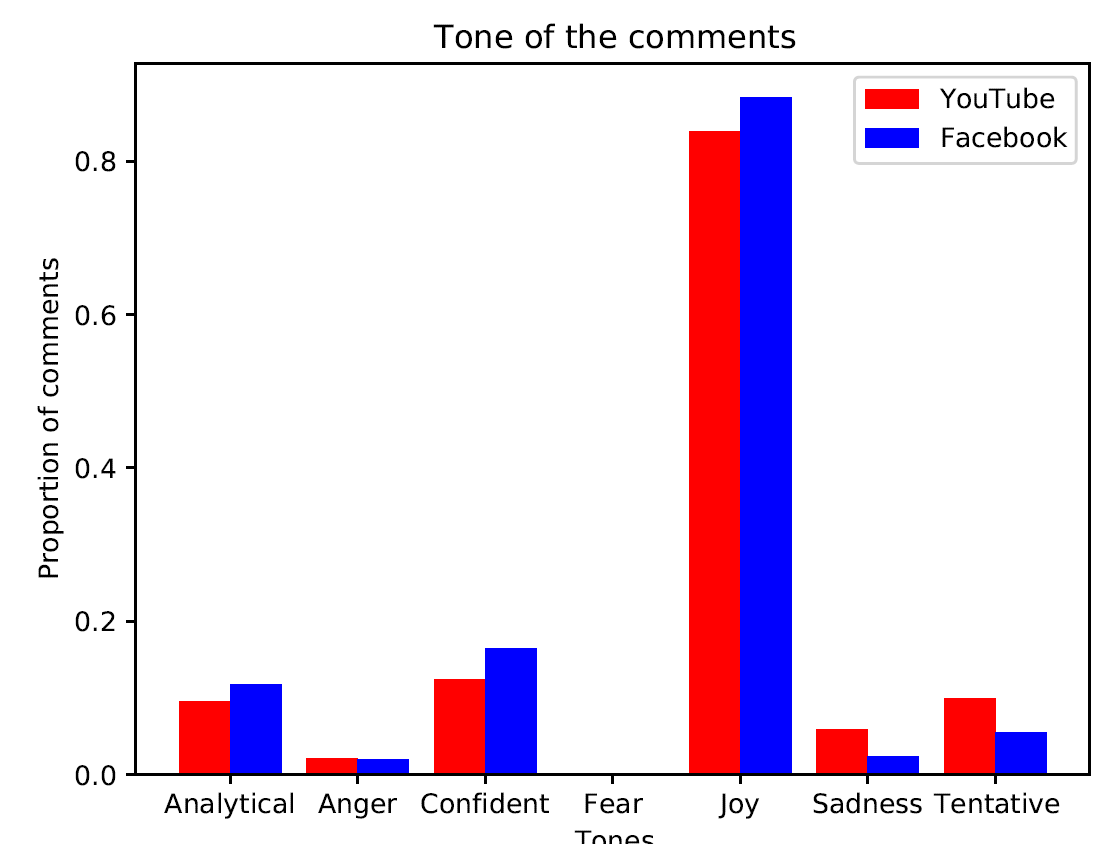 Tone of the comments
YouTube
Facebook
Proportion of comments
0.8
0.6
0.4
0.2
0.0
Analytical Anger Confident Fear Joy Sadness Tentative
Tones